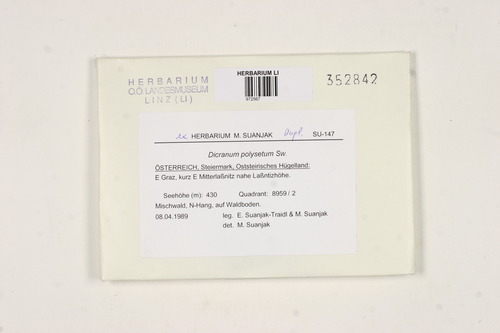 HERBARIUM
O.Ö. LANDESMUSEUM
LINZ (LI)
HERBARIUM LI
972567
352842
ex HERBARIUM M. SUANJAK Dupl. SU-147
Dicranum polysetum Sw.
ÖSTERREICH, Steiermark, Oststeirisches Hügelland:
E Graz, kurz E Mitterlaßnitz nahe Laßntizhöhe.
Seehöhe (m): 430 Quadrant: 8959 / 2
Mischwald, N-Hang, auf Waldboden.
08.04.1989 leg. E. Suanjak-Traidl & M. Suanjak
det. M. Suanjak